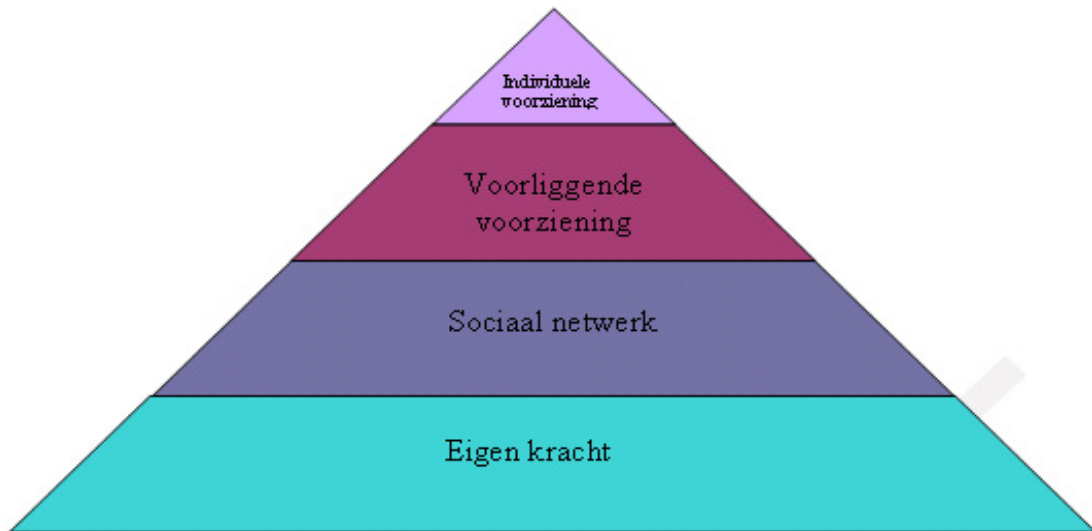 Individuele
voorziening
Voorliggende
voorziening
Sociaal netwerk
Eigen kracht